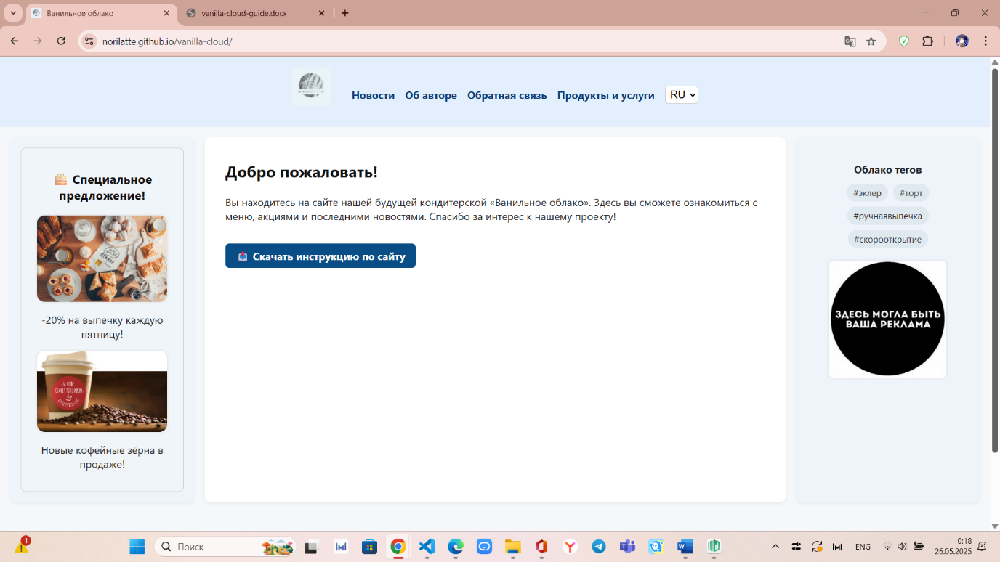 Ванильное облако
vanilla-cloud-guide.docx
norilatte.github.io/vanilla-cloud/
Новости Об авторе Обратная связь Продукты и услуги RU
Специальное
предложение!
-20% на выпечку каждую
пятницу!
«И КОФЕ
СТАНЕТ ХОРОШИМ»
Новые кофейные зёрна в
продаже!
Добро пожаловать!
Вы находитесь на сайте нашей будущей кондитерской «Ванильное облако». Здесь вы сможете ознакомиться с
меню, акциями и последними новостями. Спасибо за интерес к нашему проекту!
Скачать инструкцию по сайту
Облако тегов
#эклер #торт
#ручнаявыпечка
#скорооткрытие
ЗДЕСЬ МОГЛА БЫТЬ
ВАША РЕКЛАМА
1
Поиск
ENG
0:18
26.05.2025